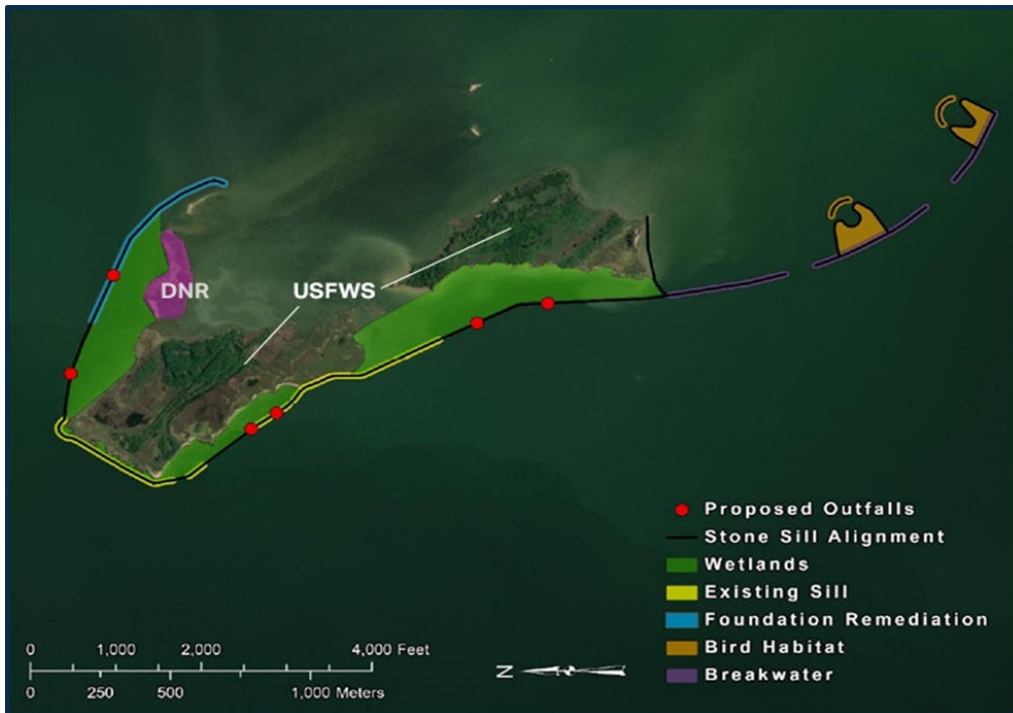 DNR
USFWS
Proposed Outfalls
Stone Sill Alignment
Wetlands
Existing Sill
Foundation Remediation
Bird Habitat
Breakwater
0 1,000 2,000 4,000 Feet
0 250 500 1,000 Meters
N